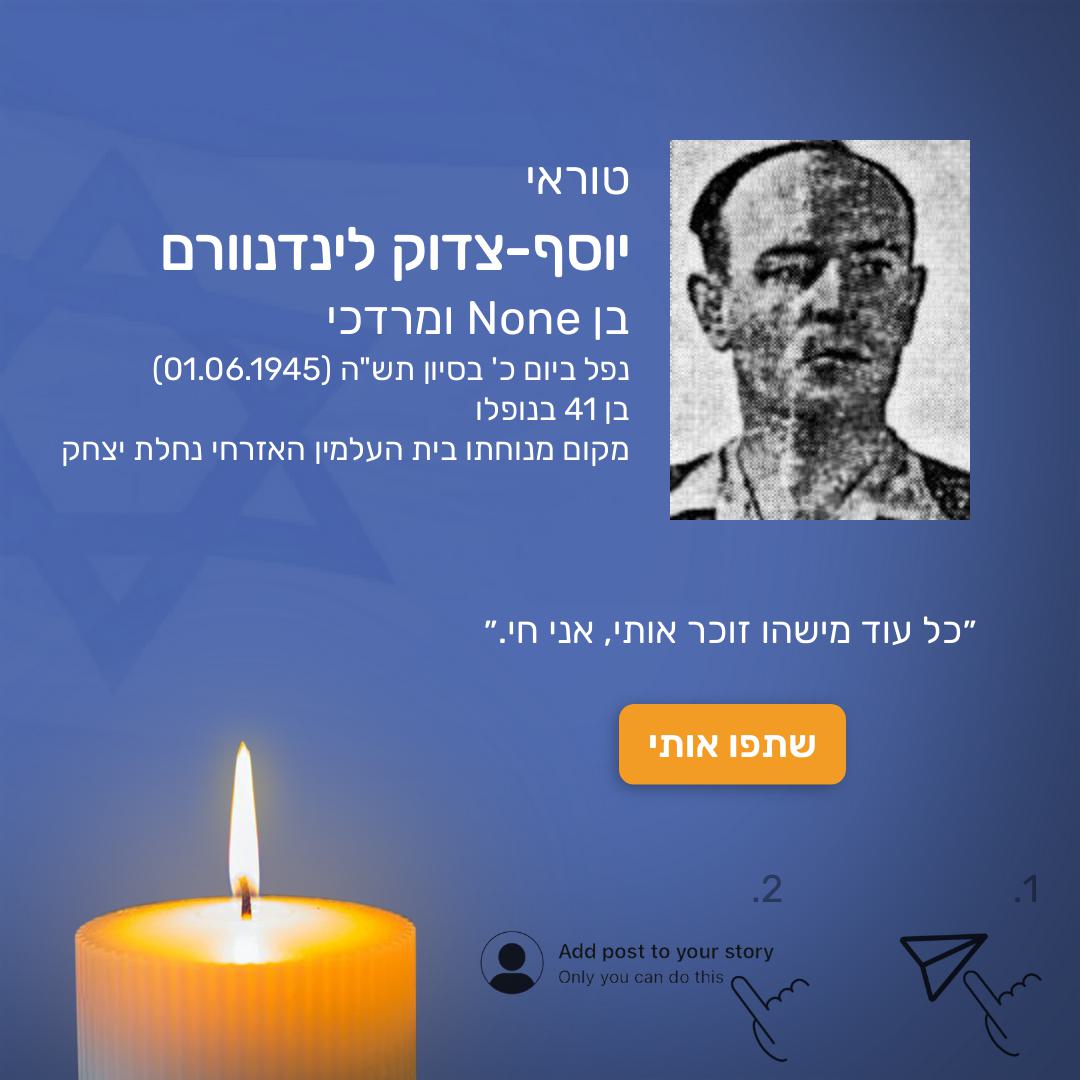 טוראי
יוסף-צדוק לינדנוורם
בן None ומרדכי
נפל ביום כ' בסיון תש"ה (01.06.1945)
בן 41 בנופלו
מקום מנוחתו בית העלמין האזרחי נחלת יצחק
״כל עוד מישהו זוכר אותי, אני חי.״
שתפו אותי
1.
2.
Add post to your story
Only you can do this